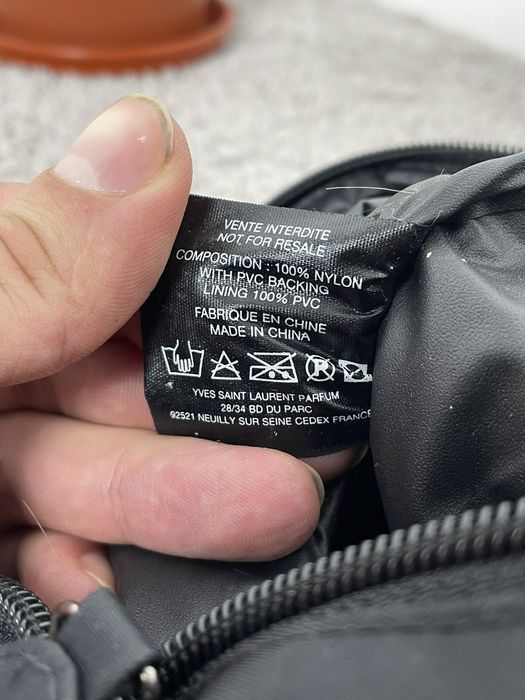 VENTE INTERDITE
NOT FOR RESALE
COMPOSITION : 100% NYLON
WITH PVC BACKING
LINING 100% PVC
FABRIQUE EN CHINE
MADE IN CHINA
YVES SAINT LAURENT PARFUM
28/34 BD DU PARC
92521 NEUILLY SUR SEINE CEDEX FRANCE